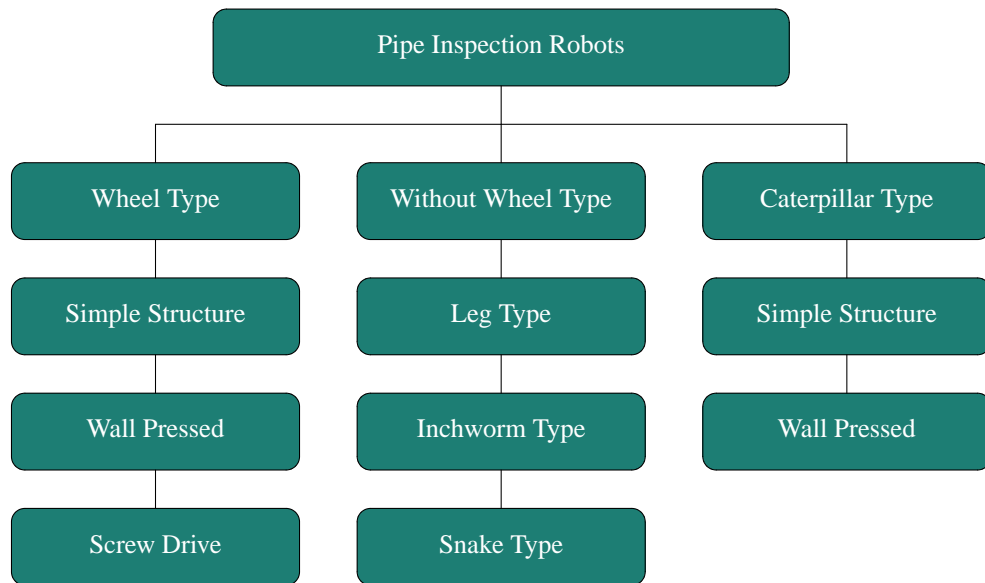 Pipe Inspection Robots
Wheel Type
Without Wheel Type
Caterpillar Type
Simple Structure
Leg Type
Simple Structure
Wall Pressed
Inchworm Type
Wall Pressed
Screw Drive
Snake Type